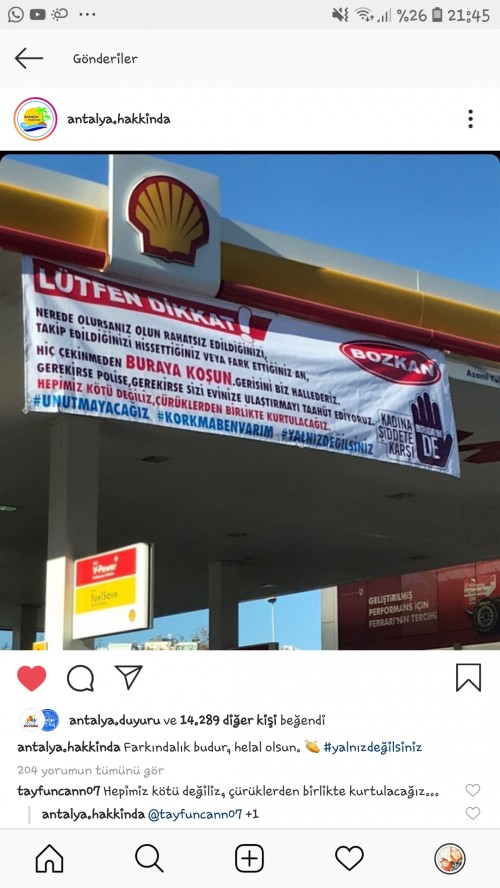 %26 21:45
Gönderiler
antalya.hakkinda
LÜTFEN DİKKAT!
NEREDE OLURSANIZ OLUN RAHATSIZ EDİLDİĞİNİZİ,
TAKİP EDİLDİĞİNİZİ HİSSETTİĞİNİZ VEYA FARK ETTİĞİNİZ AN,
HİÇ ÇEKİNMEDEN BURAYA KOŞUN.GERİSİNİ BİZ HALLEDERİZ.
GEREKİRSE POLİSE,GEREKİRSE SİZİ EVİNİZE ULAŞTIRMAYI TAAHÜT EDİYORUZ.
HEPİMİZ KÖTÜ DEĞİLİZ,ÇÜRÜKLERDEN BİRLİKTE KURTULACAĞIZ.
#UNUTMAYACAĞIZ #KORKMABENVARIM #YALNIZDEĞİLSİNİZ
BOZKAN
KADINA
ŞİDDETE
KARŞI
DE
V-Power
FuelSave
GELİŞTİRİLMİŞ
PERFORMANS İÇİN
FERRARI'NİN TERCİHİ
antalya.duyuru ve 14.289 diğer kişi beğendi
antalya.hakkinda Farkındalık budur, helal olsun. 👏 #yalnızdeğilsiniz
204 yorumun tümünü gör
tayfuncann07 Hepimiz kötü değiliz, çürüklerden birlikte kurtulacağız...
antalya.hakkinda @tayfuncann07 +1